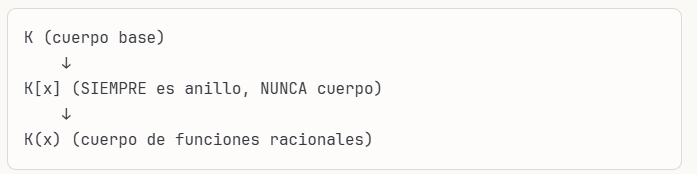 K (cuerpo base)
↓
K[x] (SIEMPRE es anillo, NUNCA cuerpo)
↓
K(x) (cuerpo de funciones racionales)